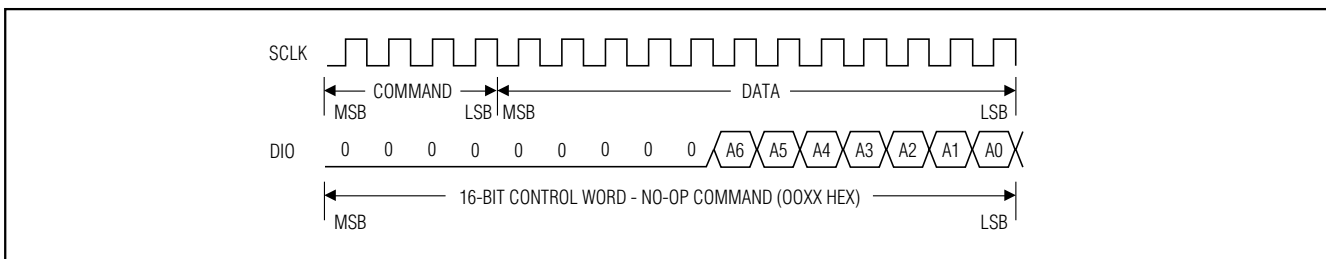 SCLK
COMMAND DATA
MSB LSB MSB LSB
DIO 0 0 0 0 0 0 0 0 0 A6 A5 A4 A3 A2 A1 A0
16-BIT CONTROL WORD - NO-OP COMMAND (00XX HEX)
MSB LSB